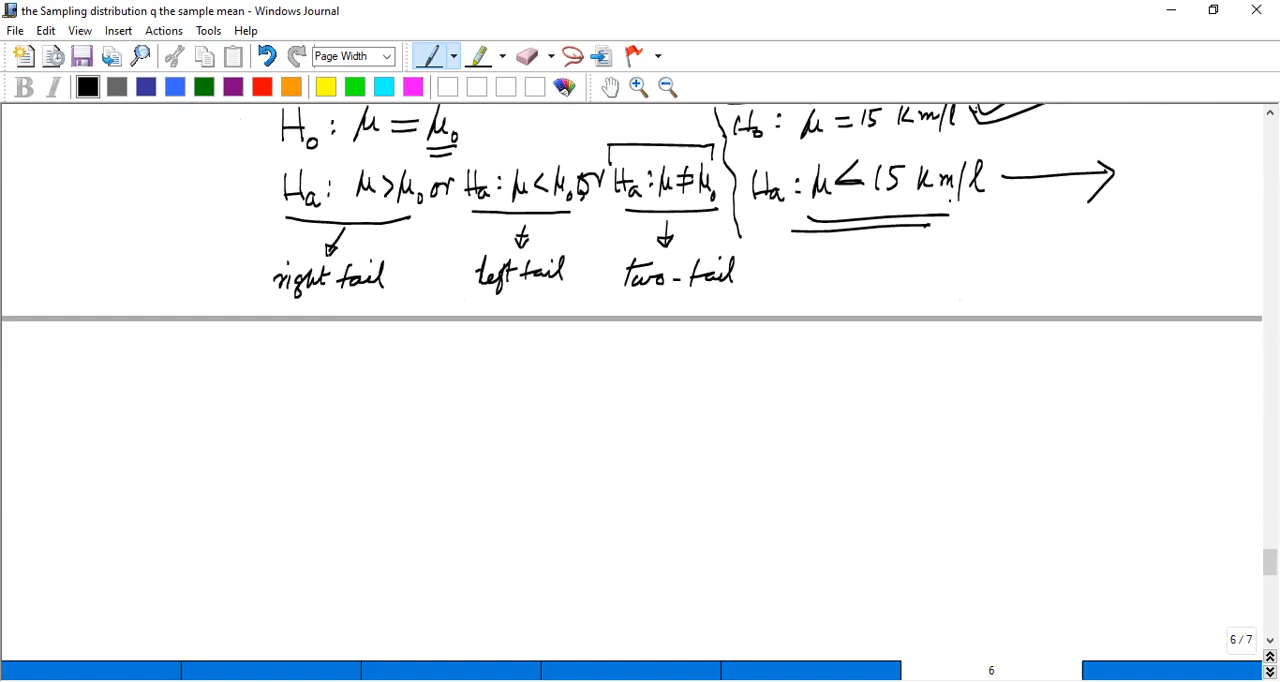 the Sampling distribution q the sample mean - Windows Journal
File Edit View Insert Actions Tools Help
Page Width
B I
H₀ : μ = μ₀
H₀ : μ = 15 Km/l
Hₐ : μ > μ₀ or Hₐ : μ < μ₀ or Hₐ : μ ≠ μ₀
Hₐ : μ < 15 Km/l
right tail left tail two-tail
6 / 7
6